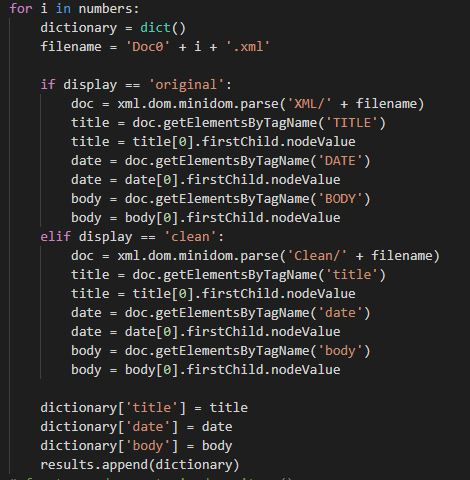 for i in numbers:
    dictionary = dict()
    filename = 'Doc0' + i + '.xml'

    if display == 'original':
        doc = xml.dom.minidom.parse('XML/' + filename)
        title = doc.getElementsByTagName('TITLE')
        title = title[0].firstChild.nodeValue
        date = doc.getElementsByTagName('DATE')
        date = date[0].firstChild.nodeValue
        body = doc.getElementsByTagName('BODY')
        body = body[0].firstChild.nodeValue
    elif display == 'clean':
        doc = xml.dom.minidom.parse('Clean/' + filename)
        title = doc.getElementsByTagName('title')
        title = title[0].firstChild.nodeValue
        date = doc.getElementsByTagName('date')
        date = date[0].firstChild.nodeValue
        body = doc.getElementsByTagName('body')
        body = body[0].firstChild.nodeValue

    dictionary['title'] = title
    dictionary['date'] = date
    dictionary['body'] = body
    results.append(dictionary)